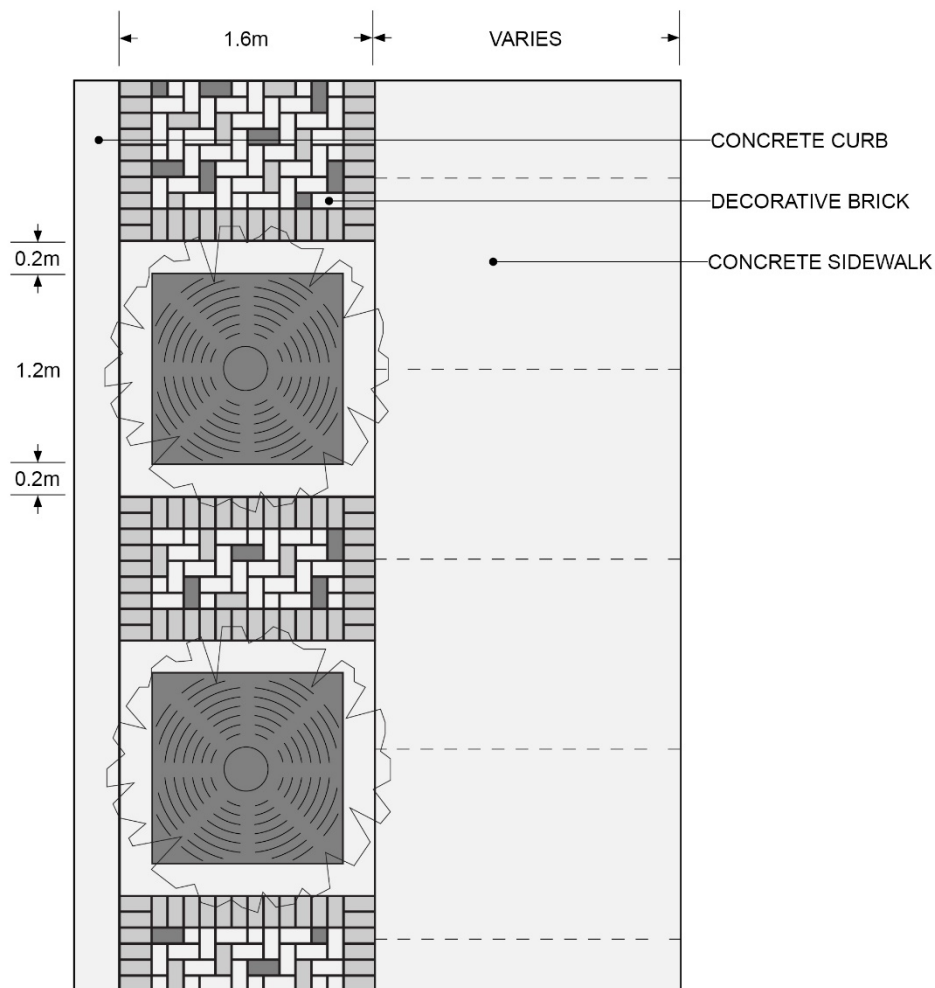 1.6m
VARIES
CONCRETE CURB
DECORATIVE BRICK
0.2m
CONCRETE SIDEWALK
1.2m
0.2m